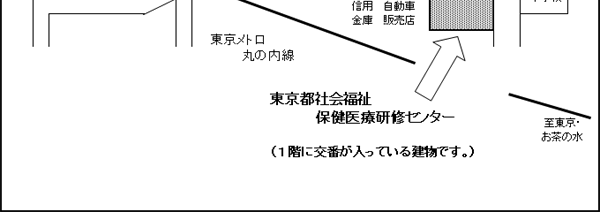 信用 自動車
金庫 販売店
東京メトロ
丸の内線
東京都社会福祉
保健医療研修センター
(1階に交番が入っている建物です。)
至東京・
お茶の水